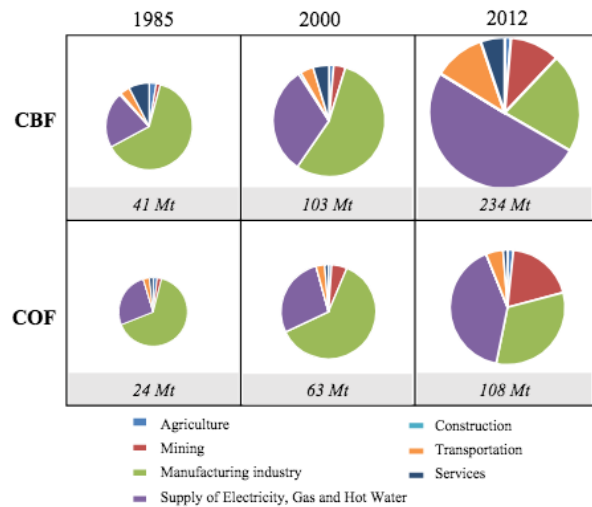 1985 2000 2012
CBF
41 Mt 103 Mt 234 Mt
COF
24 Mt 63 Mt 108 Mt
Agriculture Construction
Mining Transportation
Manufacturing industry Services
Supply of Electricity, Gas and Hot Water